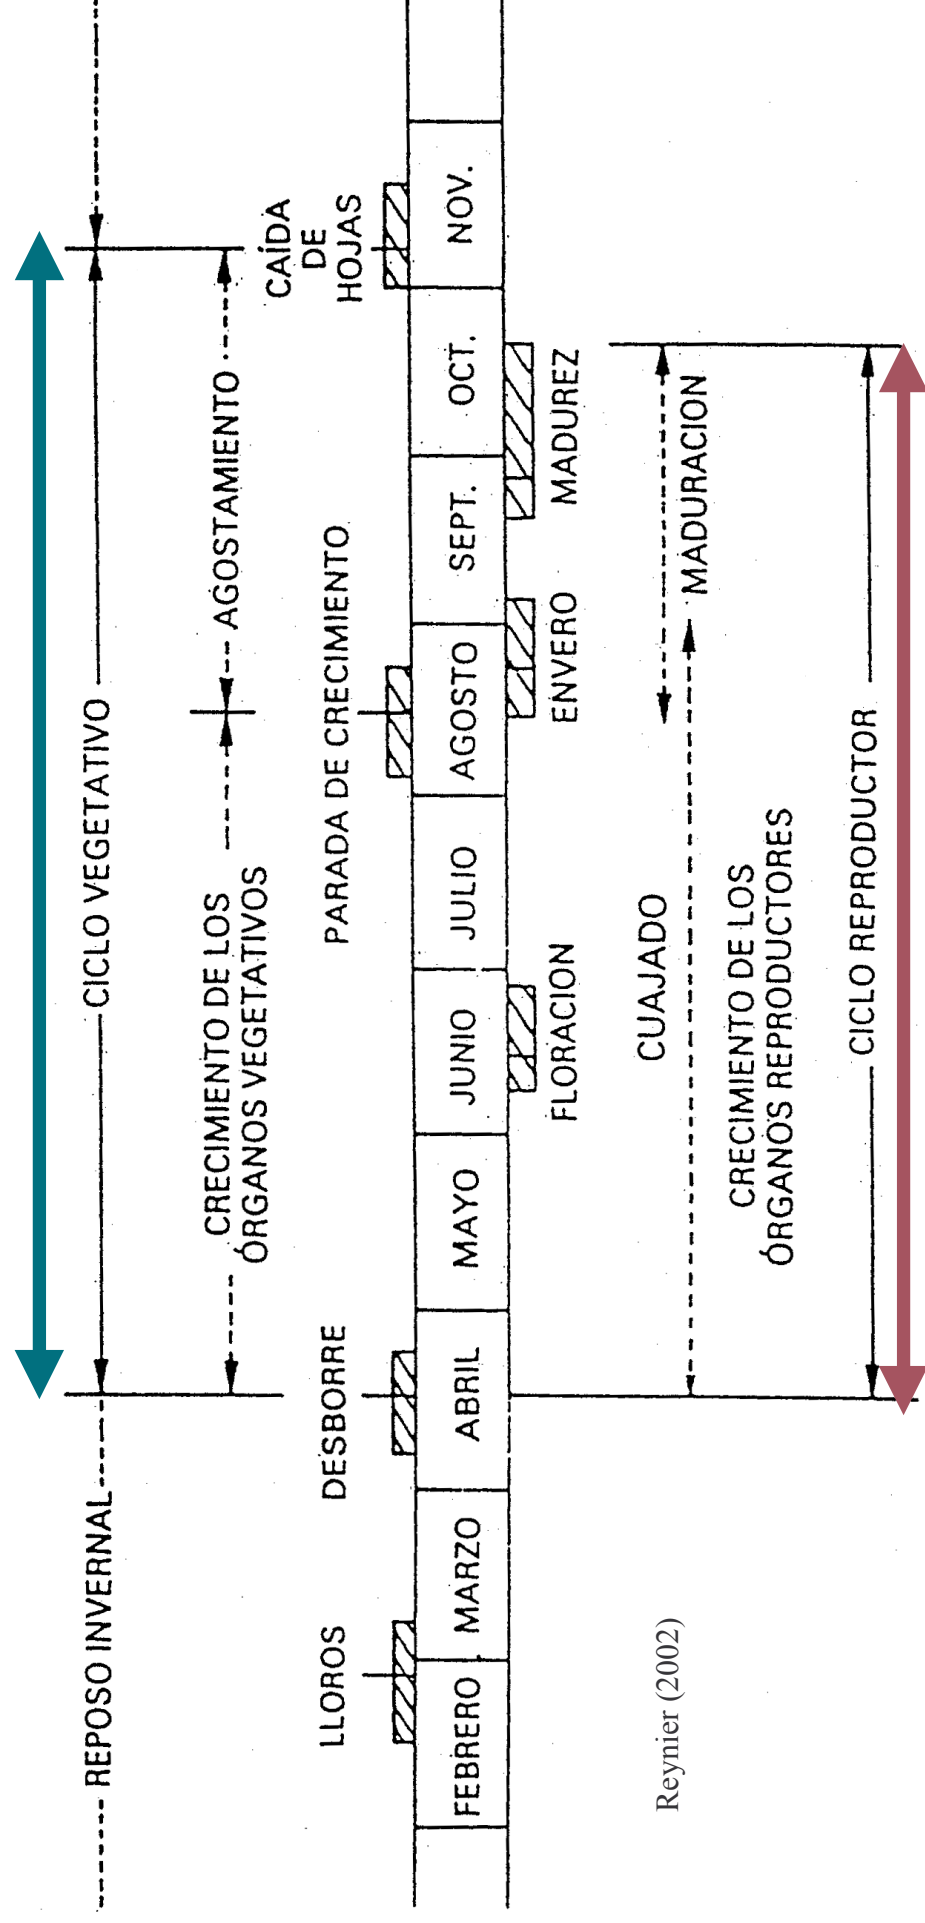 REPOSO INVERNAL
CICLO VEGETATIVO
CRECIMIENTO DE LOS
ÓRGANOS VEGETATIVOS
AGOSTAMIENTO
LLOROS
DESBORRE
PARADA DE CRECIMIENTO
CAÍDA
DE
HOJAS
FEBRERO
MARZO
ABRIL
MAYO
JUNIO
JULIO
AGOSTO
SEPT.
OCT.
NOV.
FLORACION
ENVERO
MADUREZ
CUAJADO
MADURACION
CRECIMIENTO DE LOS
ÓRGANOS REPRODUCTORES
CICLO REPRODUCTOR
Reynier (2002)